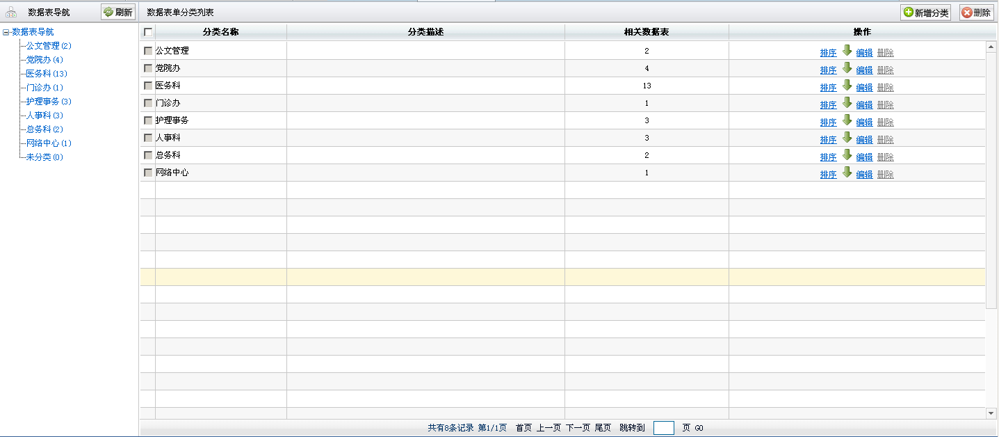 数据表导航 刷新 数据表单分类列表 新增分类 删除
数据表导航
公文管理(2)
党院办(4)
医务科(13)
门诊办(1)
护理事务(3)
人事科(3)
总务科(2)
网络中心(1)
未分类(0)
分类名称 分类描述 相关数据表 操作
公文管理 2 排序 编辑 删除
党院办 4 排序 编辑 删除
医务科 13 排序 编辑 删除
门诊办 1 排序 编辑 删除
护理事务 3 排序 编辑 删除
人事科 3 排序 编辑 删除
总务科 2 排序 编辑 删除
网络中心 1 排序 编辑 删除
共有8条记录 第1/1页 首页 上一页 下一页 尾页 跳转到 页 GO